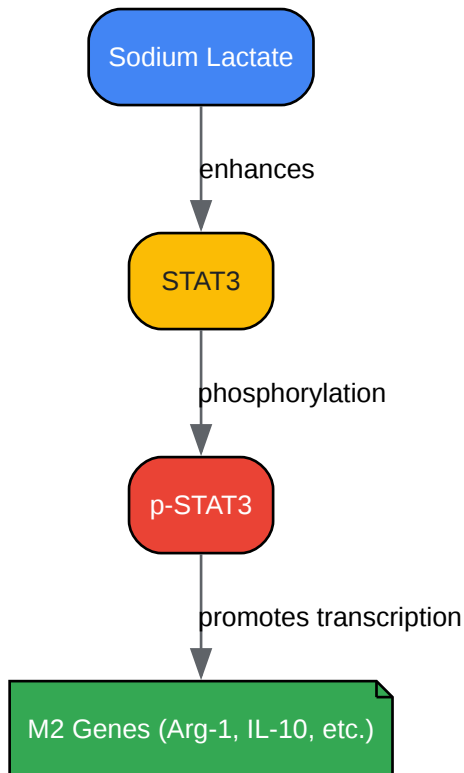 Sodium Lactate
enhances
STAT3
phosphorylation
p-STAT3
promotes transcription
M2 Genes (Arg-1, IL-10, etc.)